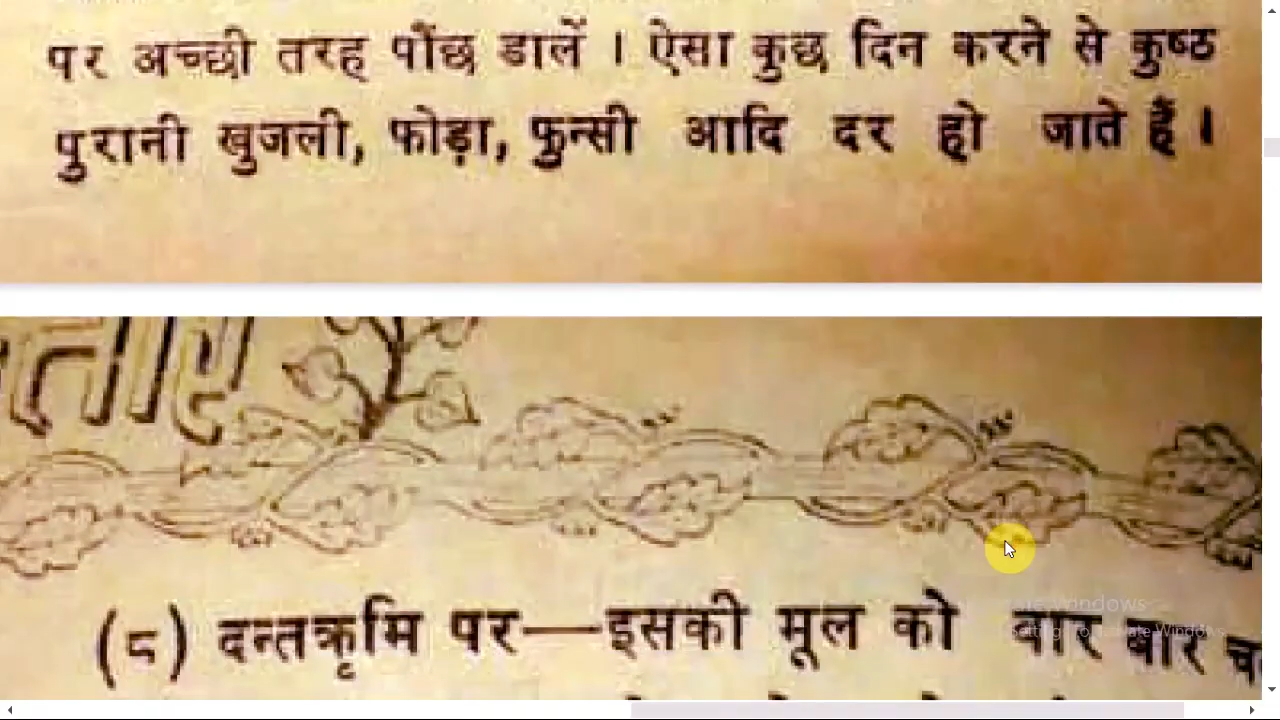 पर अच्छी तरह पोंछ डालें । ऐसा कुछ दिन करने से कुष्ठ
पुरानी खुजली, फोड़ा, फुन्सी आदि दर हो जाते हैं ।
(८) दन्तक्रृमि पर—इसकी मूल को बार बार